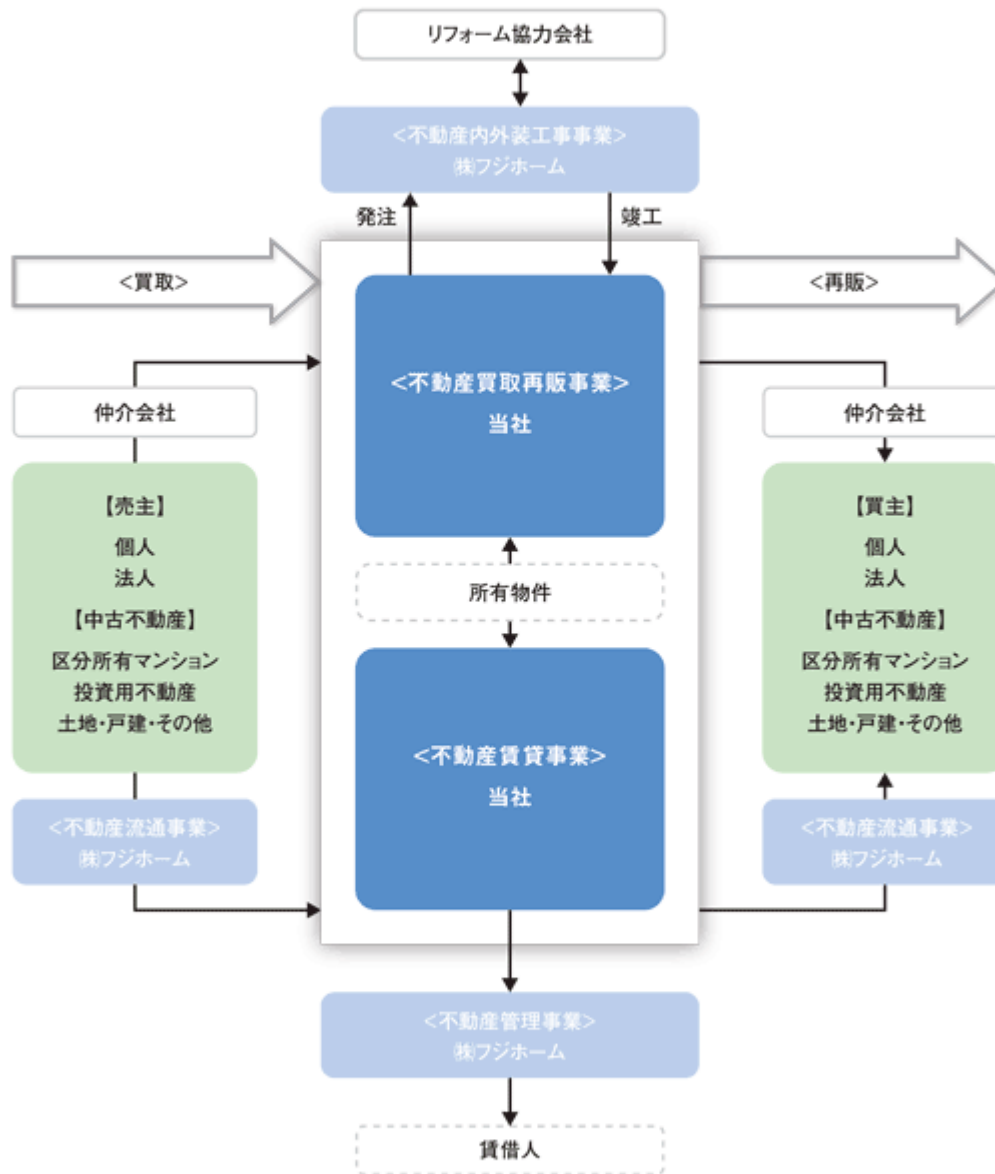 リフォーム協力会社
<不動産内外装工事事業>
㈱フジホーム
発注
竣工
<買取>
<再販>
<不動産買取再販事業>
当社
仲介会社
【売主】
個人
法人
【中古不動産】
区分所有マンション
投資用不動産
土地・戸建・その他
<不動産流通事業>
㈱フジホーム
所有物件
<不動産賃貸事業>
当社
仲介会社
【買主】
個人
法人
【中古不動産】
区分所有マンション
投資用不動産
土地・戸建・その他
<不動産流通事業>
㈱フジホーム
<不動産管理事業>
㈱フジホーム
賃借人